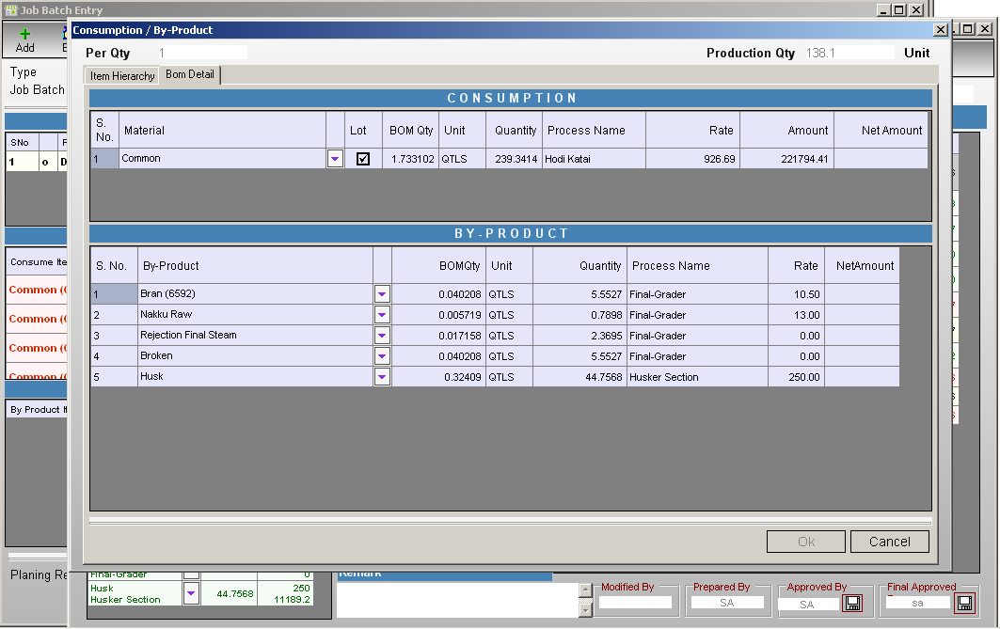 Job Batch Entry
Consumption / By-Product
Add
Per Qty 1 Production Qty 138.1 Unit
Type
Item Hierarchy Bom Detail
Job Batch
CONSUMPTION
S. No. Material Lot BOM Qty Unit Quantity Process Name Rate Amount Net Amount
1 Common 1.733102 QTLS 239.3414 Hodi Katai 926.69 221794.41
SNo
1 o
BY-PRODUCT
S. No. By-Product BOMQty Unit Quantity Process Name Rate NetAmount
1 Bran (6592) 0.040208 QTLS 5.5527 Final-Grader 10.50
2 Nakku Raw 0.005719 QTLS 0.7898 Final-Grader 13.00
3 Rejection Final Steam 0.017158 QTLS 2.3695 Final-Grader 0.00
4 Broken 0.040208 QTLS 5.5527 Final-Grader 0.00
5 Husk 0.32409 QTLS 44.7568 Husker Section 250.00
Consume Ite
Common (
Common (
Common (
Common (
By Product I
Ok Cancel
Planing Re
Final-Grader 0
Remark
Husk 44.7568 250
Husker Section 11189.2
Modified By Prepared By Approved By Final Approved
SA SA sa